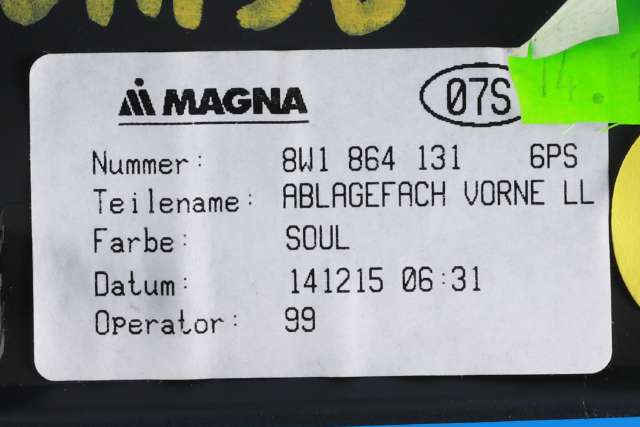 MAGNA 07S 14.
Nummer: 8W1 864 131 6PS
Teilename: ABLAGEFACH VORNE LL
Farbe: SOUL
Datum: 141215 06:31
Operator: 99